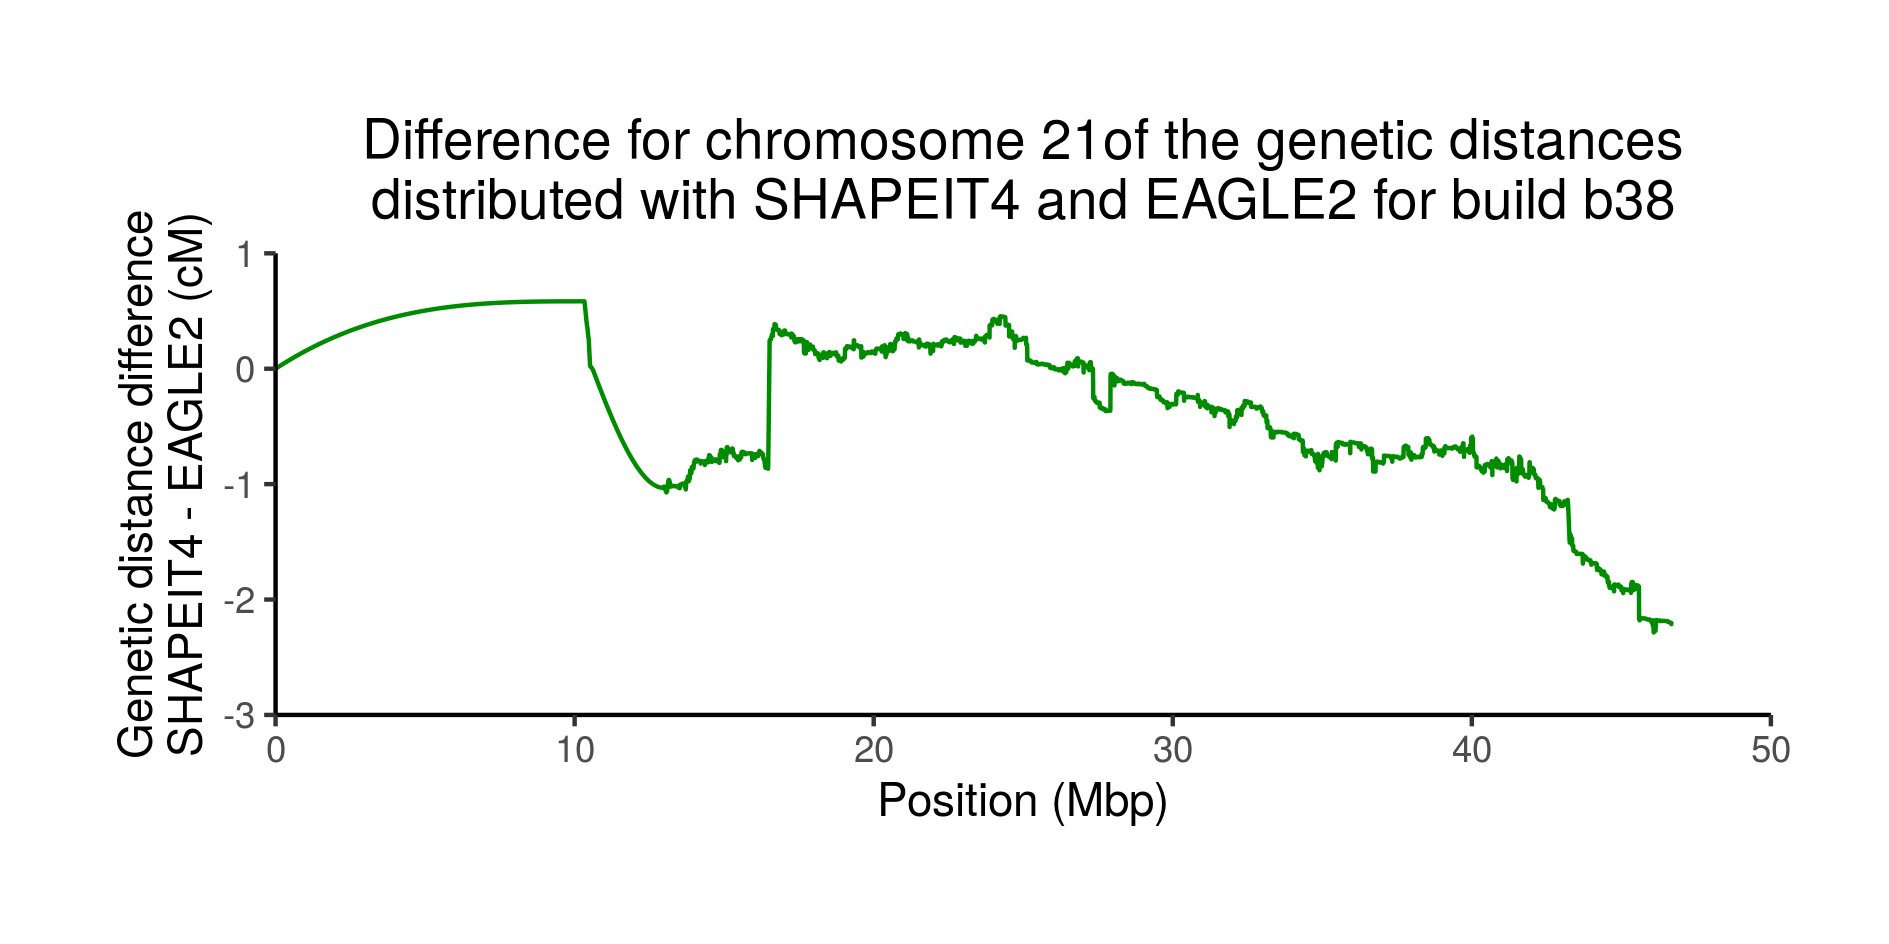 Difference for chromosome 21of the genetic distances
distributed with SHAPEIT4 and EAGLE2 for build b38
Genetic distance difference
SHAPEIT4 - EAGLE2 (cM)
1
0
-1
-2
-3
0 10 20 30 40 50
Position (Mbp)